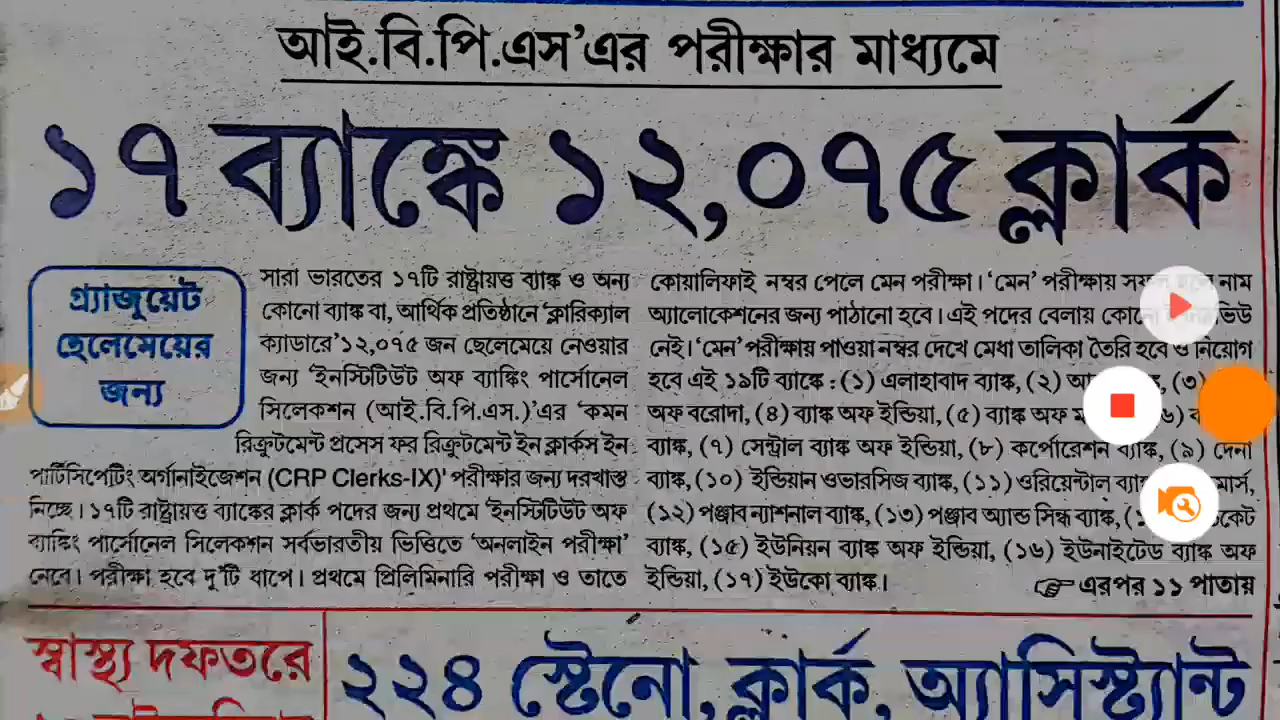 আই.বি.পি.এস'এর পরীক্ষার মাধ্যমে
১৭ ব্যাঙ্কে ১২,০৭৫ ক্লার্ক
গ্র্যাজুয়েট
ছেলেমেয়ের
জন্য
সারা ভারতের ১৭টি রাষ্ট্রায়ত্ত ব্যাঙ্ক ও অন্য
কোনো ব্যাঙ্ক বা, আর্থিক প্রতিষ্ঠানে 'ক্লারিক্যাল
ক্যাডারে' ১২,০৭৫ জন ছেলেমেয়ে নেওয়ার
জন্য 'ইনস্টিটিউট অফ ব্যাঙ্কিং পার্সোনেল
সিলেকশন (আই.বি.পি.এস.)'এর 'কমন
রিক্রুটমেন্ট প্রসেস ফর রিক্রুটমেন্ট ইন ক্লার্কস ইন
পার্টিসিপেটিং অর্গানাইজেশন (CRP Clerks-IX)' পরীক্ষার জন্য দরখাস্ত
নিচ্ছে। ১৭টি রাষ্ট্রায়ত্ত ব্যাঙ্কের ক্লার্ক পদের জন্য প্রথমে 'ইনস্টিটিউট অফ
ব্যাঙ্কিং পার্সোনেল সিলেকশন সর্বভারতীয় ভিত্তিতে 'অনলাইন পরীক্ষা'
নেবে। পরীক্ষা হবে দু'টি ধাপে। প্রথমে প্রিলিমিনারি পরীক্ষা ও তাতে
কোয়ালিফাই নম্বর পেলে মেন পরীক্ষা। 'মেন' পরীক্ষায় নাম
অ্যালোকেশনের জন্য পাঠানো হবে। এই পদের বেলায়
নেই। 'মেন' পরীক্ষায় পাওয়া নম্বর দেখে মেধা তালিকা তৈরি হবে ও নিয়োগ
হবে এই ১৯টি ব্যাঙ্কে : (১) এলাহাবাদ ব্যাঙ্ক, (২) (৩)
অফ বরোদা, (৪) ব্যাঙ্ক অফ ইন্ডিয়া, (৫) ব্যাঙ্ক অফ
ব্যাঙ্ক, (৭) সেন্ট্রাল ব্যাঙ্ক অফ ইন্ডিয়া, (৮) কর্পোরেশন ব্যাঙ্ক, (৯) দেনা
ব্যাঙ্ক, (১০) ইন্ডিয়ান ওভারসিজ ব্যাঙ্ক, (১১) ওরিয়েন্টাল
(১২) পঞ্জাব ন্যাশনাল ব্যাঙ্ক, (১৩) পঞ্জাব অ্যান্ড সিন্ধ ব্যাঙ্ক,
ব্যাঙ্ক, (১৫) ইউনিয়ন ব্যাঙ্ক অফ ইন্ডিয়া, (১৬) ইউনাইটেড ব্যাঙ্ক অফ
ইন্ডিয়া, (১৭) ইউকো ব্যাঙ্ক।
এরপর ১১ পাতায়
স্বাস্থ্য দফতরে
২২৪ স্টেনো, ক্লার্ক, অ্যাসিস্ট্যান্ট